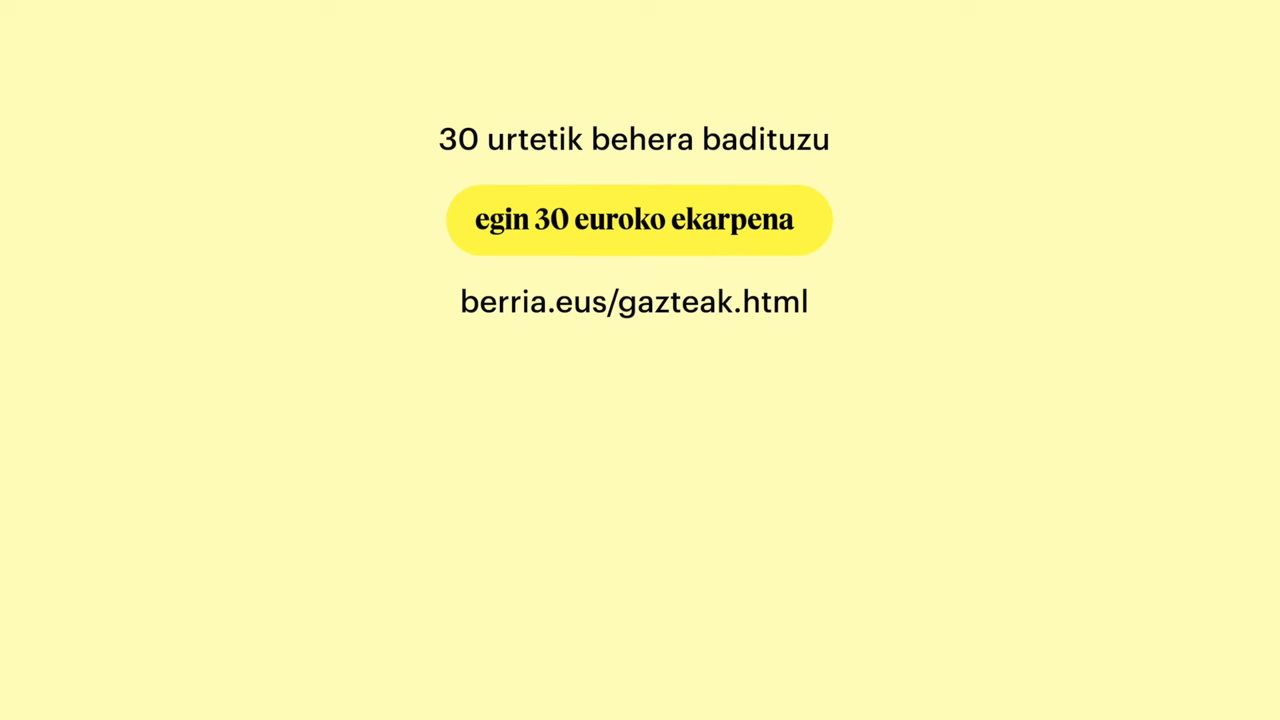 30 urtetik behera badituzu
egin 30 euroko ekarpena
berria.eus/gazteak.html